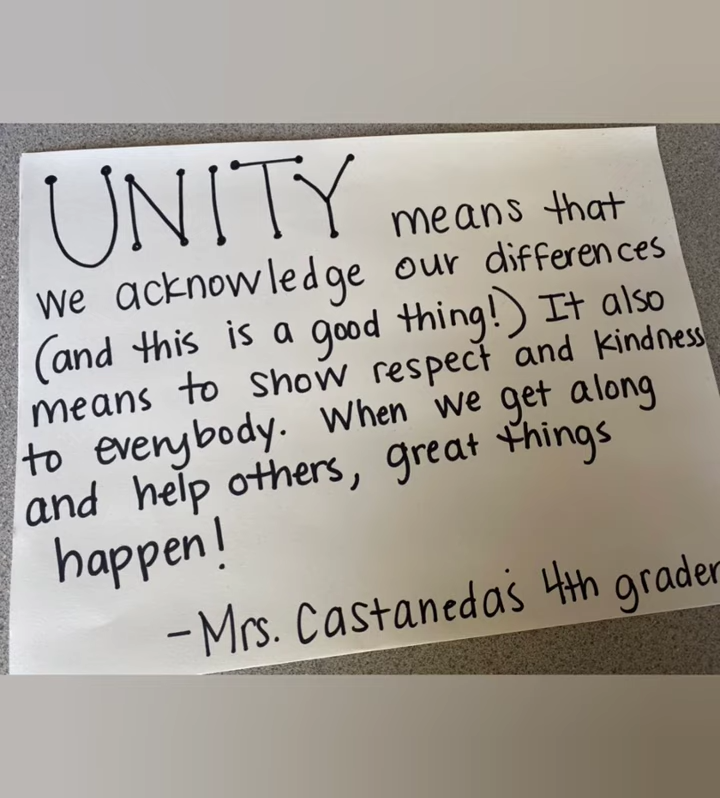 UNITY means that
we acknowledge our differences
(and this is a good thing!) It also
means to show respect and kindness
to everybody. When we get along
and help others, great things
happen!
-Mrs. Castaneda's 4th grader